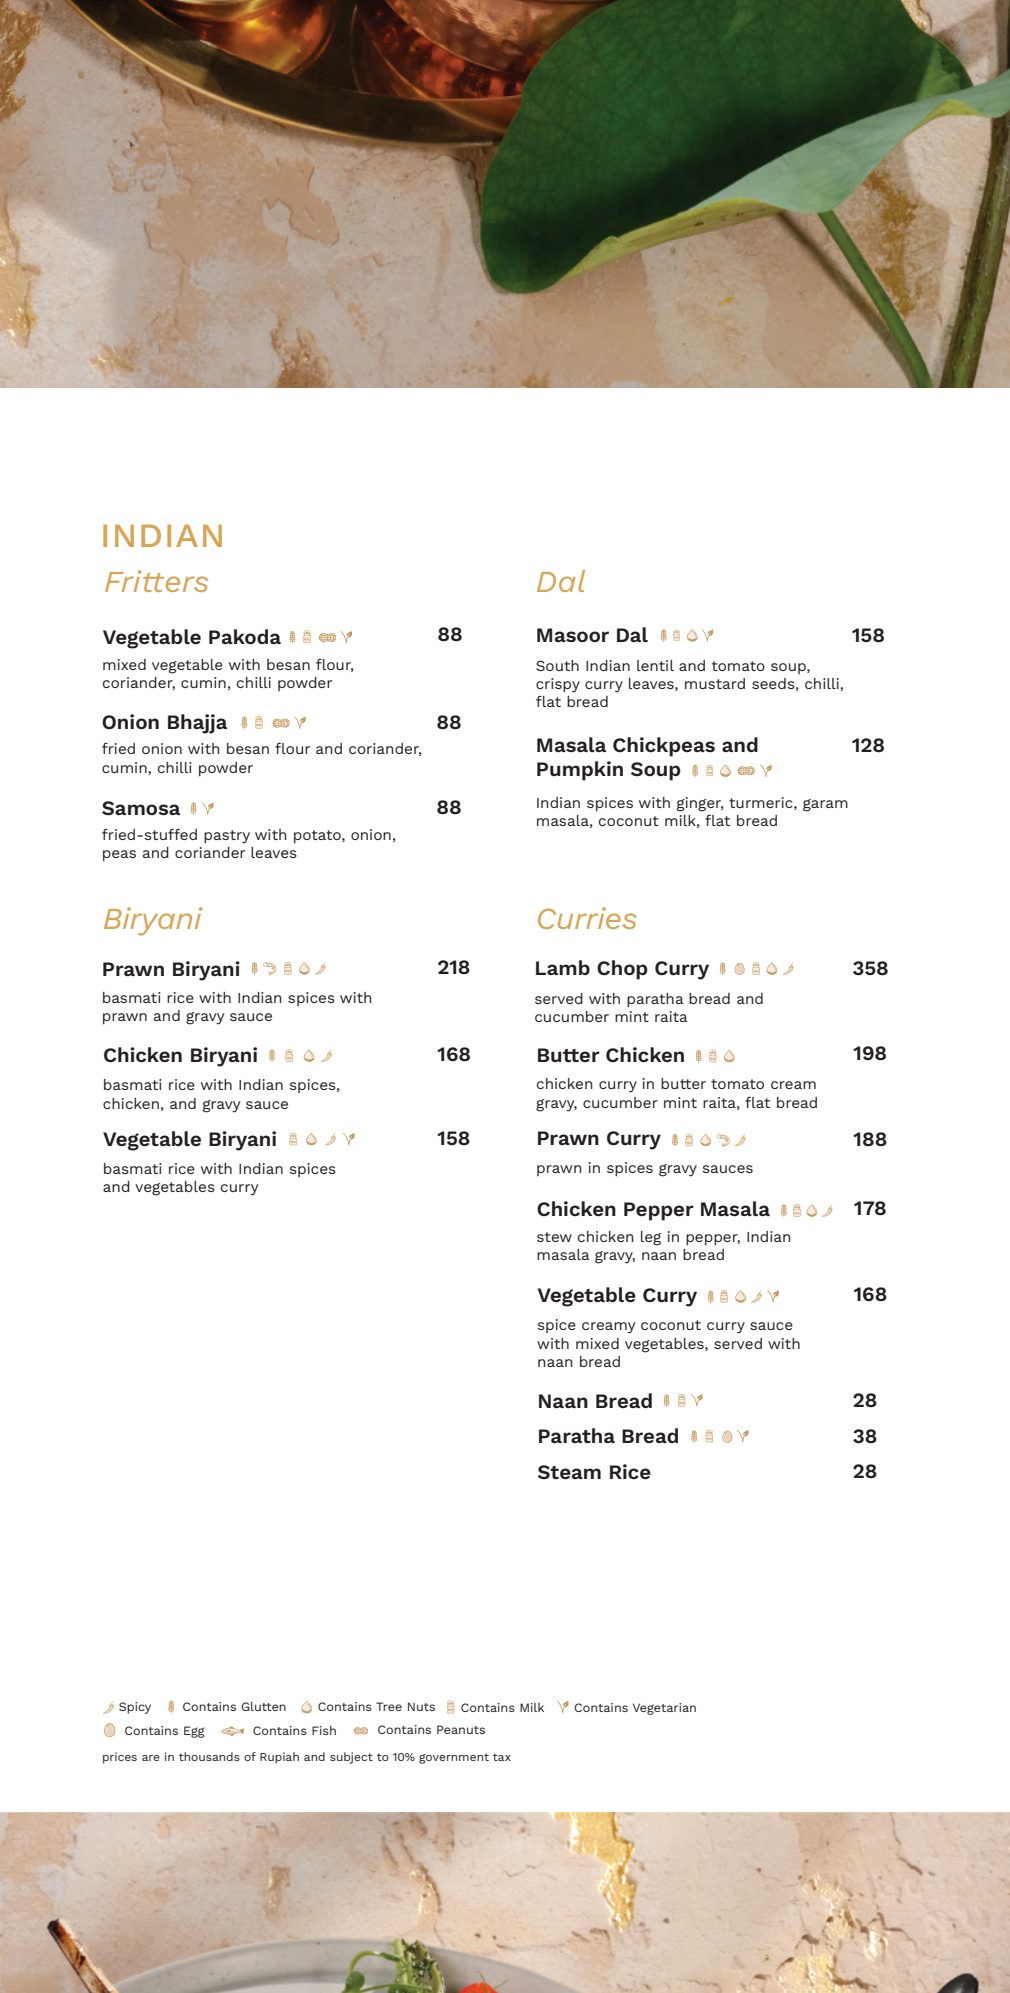 INDIAN
Fritters
Vegetable Pakoda 88
mixed vegetable with besan flour,
coriander, cumin, chilli powder
Onion Bhajja 88
fried onion with besan flour and coriander,
cumin, chilli powder
Samosa 88
fried-stuffed pastry with potato, onion,
peas and coriander leaves
Dal
Masoor Dal 158
South Indian lentil and tomato soup,
crispy curry leaves, mustard seeds, chilli,
flat bread
Masala Chickpeas and 128
Pumpkin Soup
Indian spices with ginger, turmeric, garam
masala, coconut milk, flat bread
Biryani
Prawn Biryani 218
basmati rice with Indian spices with
prawn and gravy sauce
Chicken Biryani 168
basmati rice with Indian spices,
chicken, and gravy sauce
Vegetable Biryani 158
basmati rice with Indian spices
and vegetables curry
Curries
Lamb Chop Curry 358
served with paratha bread and
cucumber mint raita
Butter Chicken 198
chicken curry in butter tomato cream
gravy, cucumber mint raita, flat bread
Prawn Curry 188
prawn in spices gravy sauces
Chicken Pepper Masala 178
stew chicken leg in pepper, Indian
masala gravy, naan bread
Vegetable Curry 168
spice creamy coconut curry sauce
with mixed vegetables, served with
naan bread
Naan Bread 28
Paratha Bread 38
Steam Rice 28
Spicy Contains Glutten Contains Tree Nuts Contains Milk Contains Vegetarian
Contains Egg Contains Fish Contains Peanuts
prices are in thousands of Rupiah and subject to 10% government tax